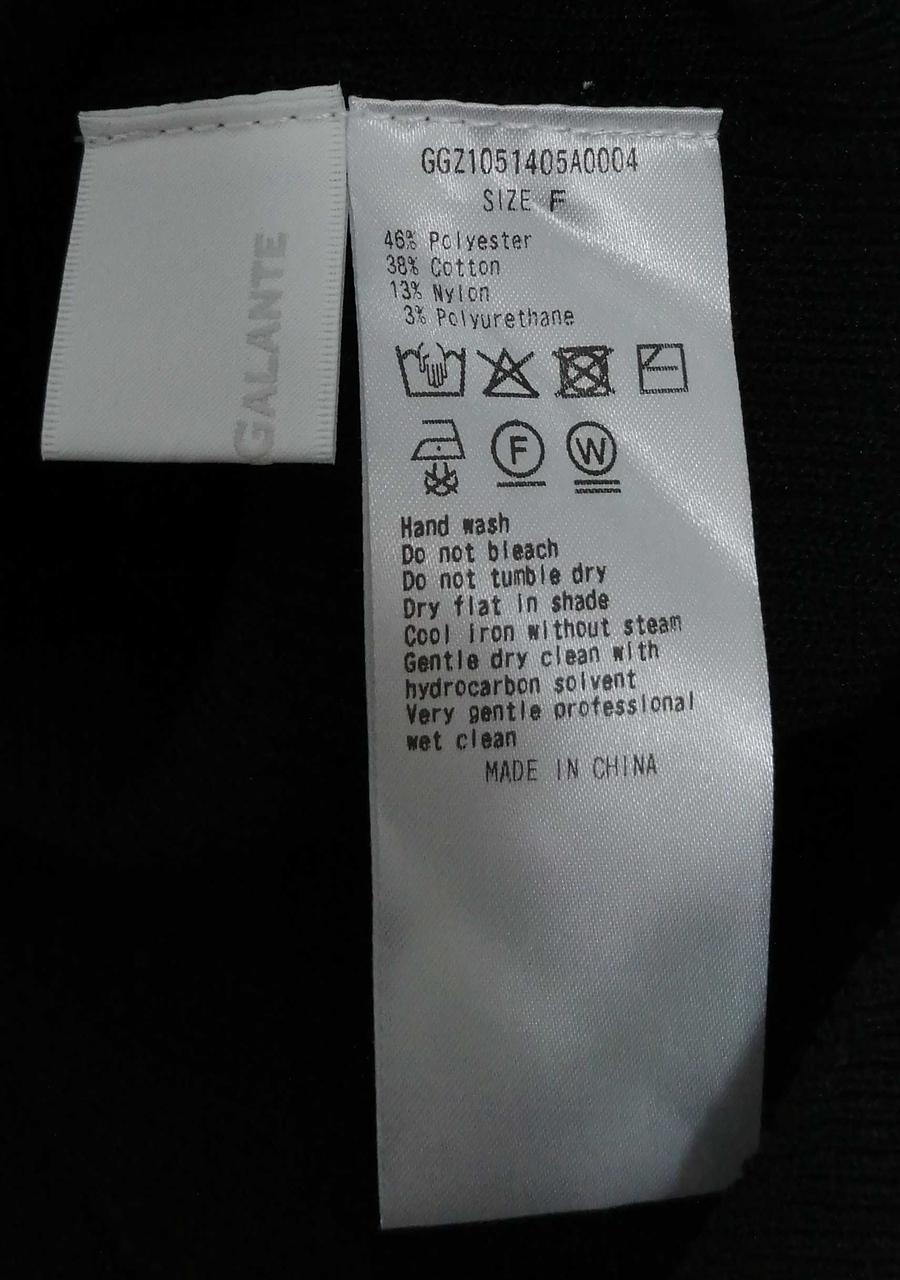 GALANTE
GGZ1051405A0004
SIZE F
46% Polyester
38% Cotton
13% Nylon
3% Polyurethane
F W
Hand wash
Do not bleach
Do not tumble dry
Dry flat in shade
Cool iron without steam
Gentle dry clean with
hydrocarbon solvent
Very gentle professional
wet clean
MADE IN CHINA